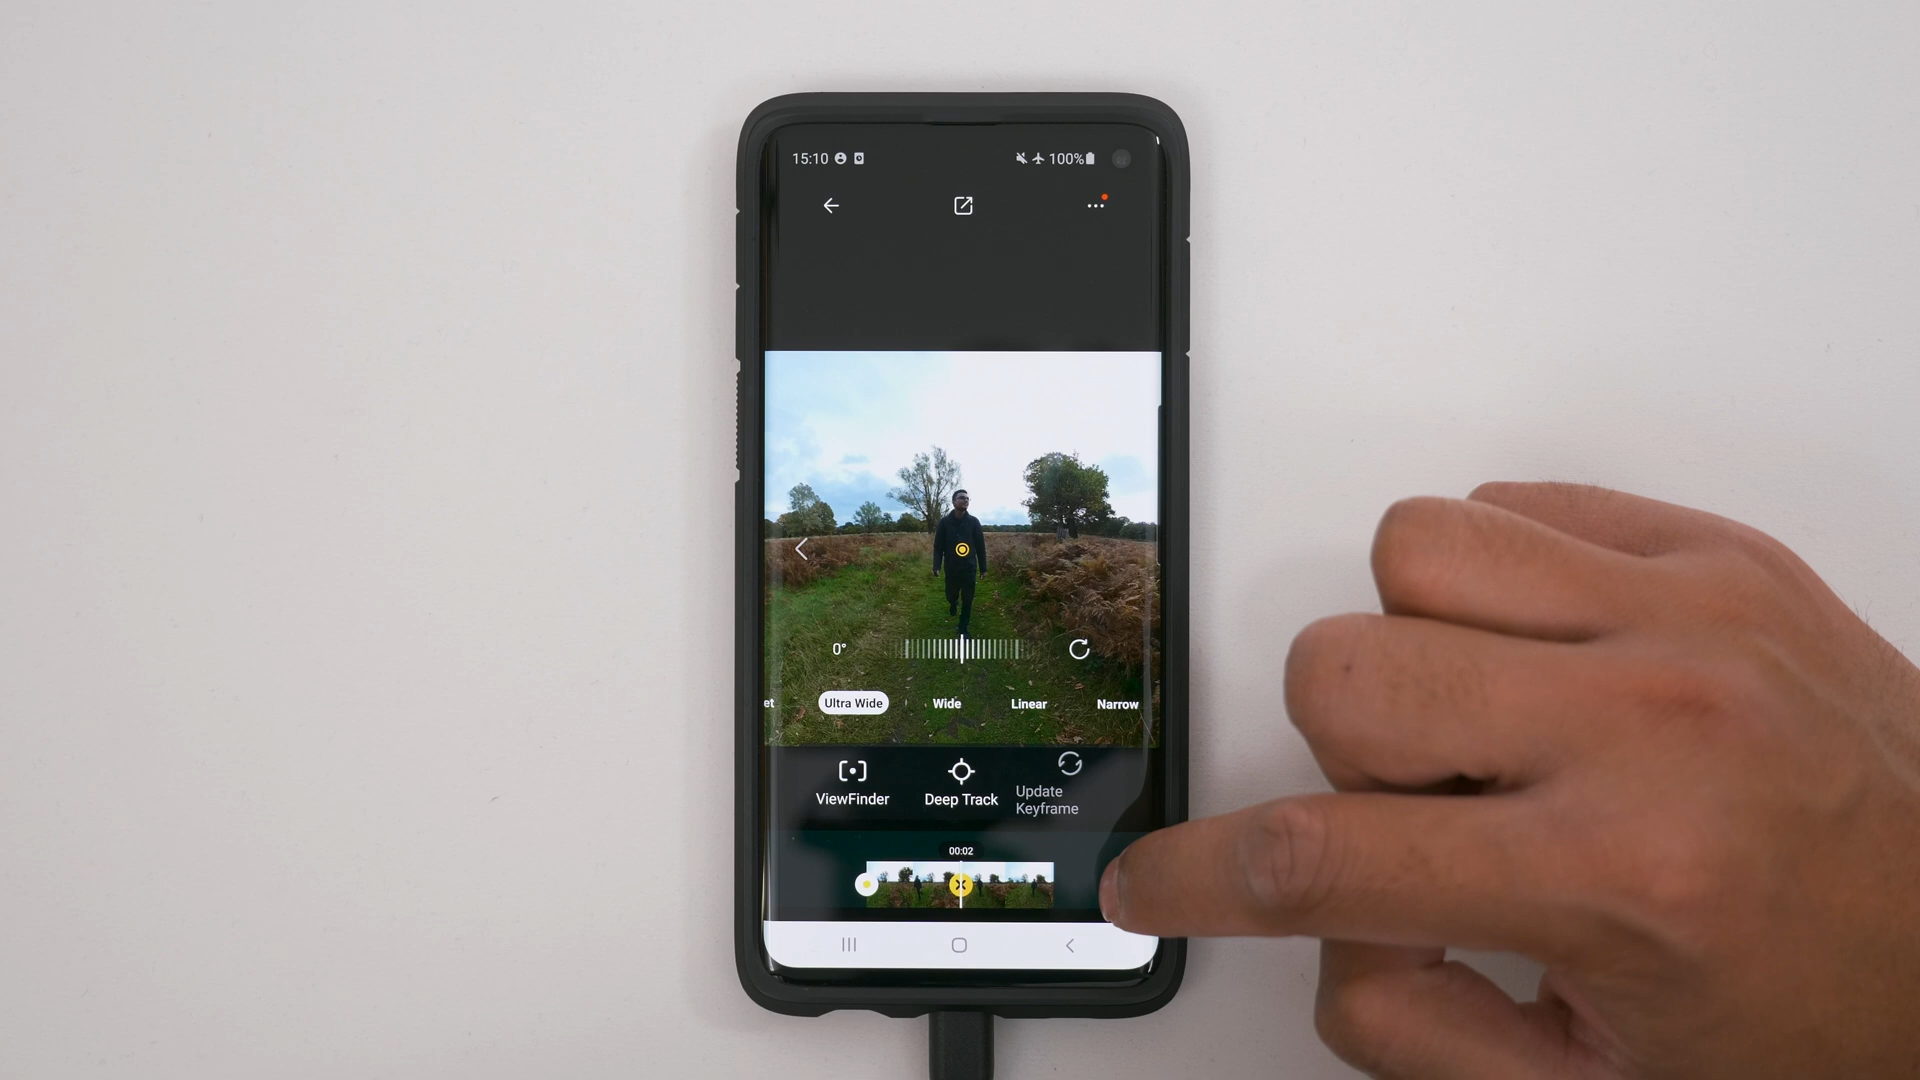 15:10 100%
0°
et Ultra Wide Wide Linear Narrow
ViewFinder Deep Track Update
Keyframe
00:02